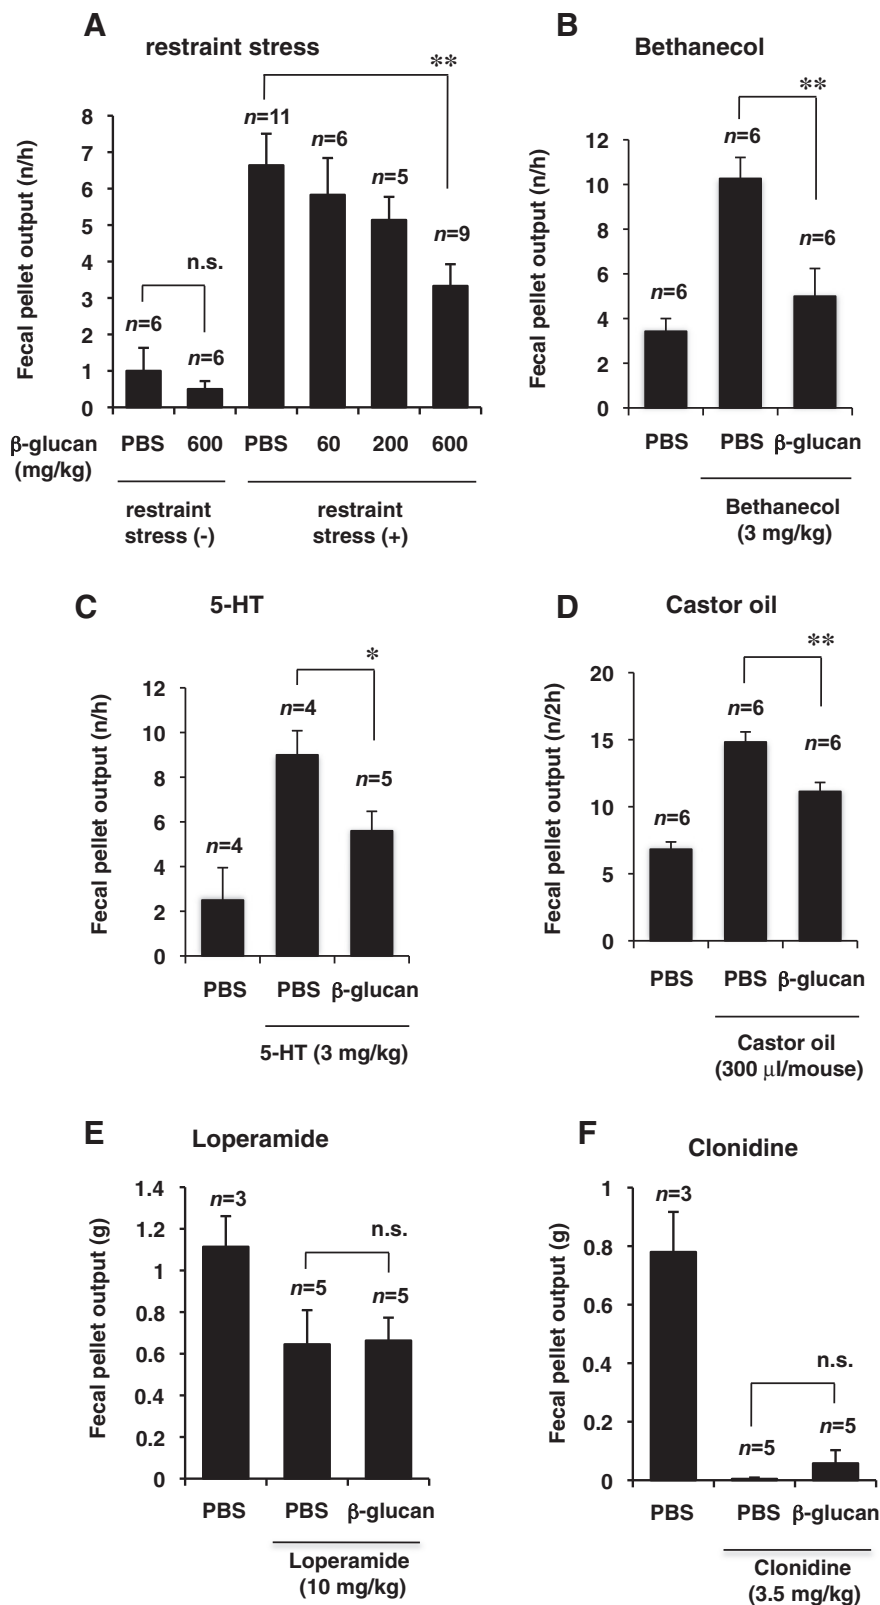 A
restraint stress
**
Fecal pellet output (n/h)
8
7
6
5
4
3
2
1
0
n.s.
n=6
n=6
n=11
n=6
n=5
n=9
β-glucan
(mg/kg)
PBS 600 PBS 60 200 600
restraint
stress (-)
restraint
stress (+)
B
Bethanecol
**
Fecal pellet output (n/h)
12
10
8
6
4
2
0
n=6
n=6
n=6
PBS PBS β-glucan
Bethanecol
(3 mg/kg)
C
5-HT
*
Fecal pellet output (n/h)
12
10
8
6
4
2
0
n=4
n=4
n=5
PBS PBS β-glucan
5-HT (3 mg/kg)
D
Castor oil
**
Fecal pellet output (n/2h)
20
15
10
5
0
n=6
n=6
n=6
PBS PBS β-glucan
Castor oil
(300 μl/mouse)
E
Loperamide
Fecal pellet output (g)
1.4
1.2
1
0.8
0.6
0.4
0.2
0
n=3
n.s.
n=5
n=5
PBS PBS β-glucan
Loperamide
(10 mg/kg)
F
Clonidine
Fecal pellet output (g)
1
0.8
0.6
0.4
0.2
0
n=3
n.s.
n=5
n=5
PBS PBS β-glucan
Clonidine
(3.5 mg/kg)